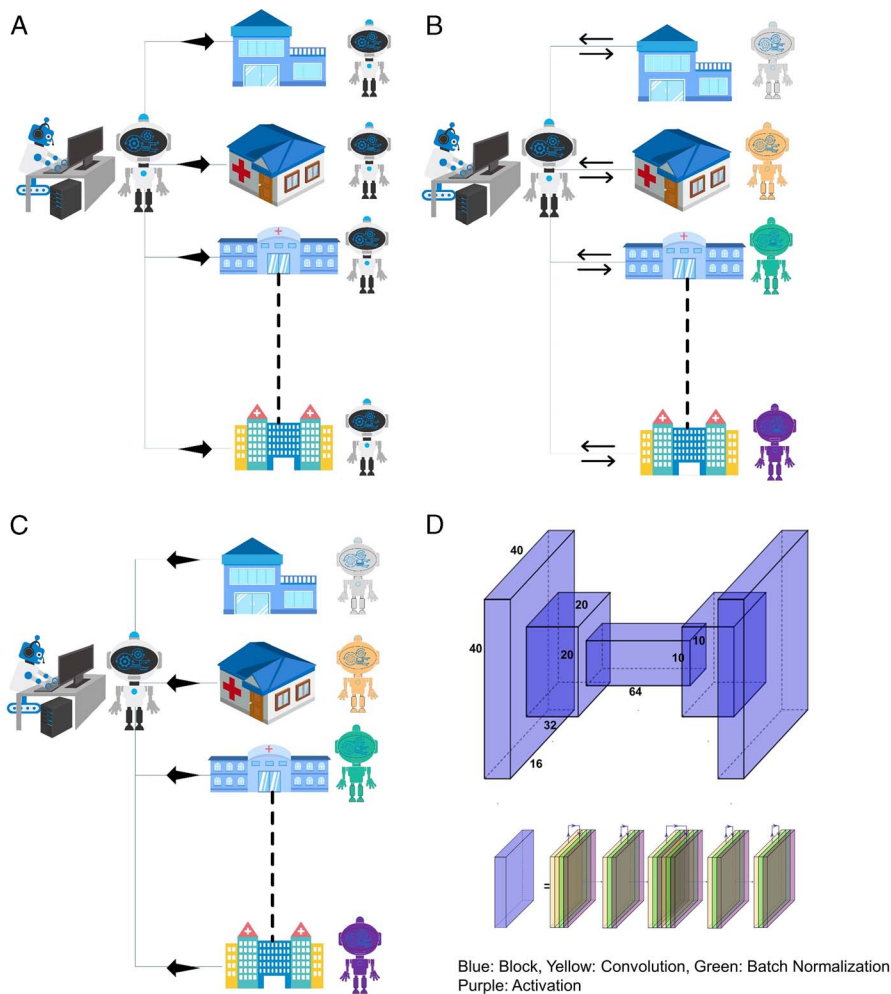 A
B
C
D
40
40
20
20
10
10
64
32
16
=
Blue: Block, Yellow: Convolution, Green: Batch Normalization
Purple: Activation